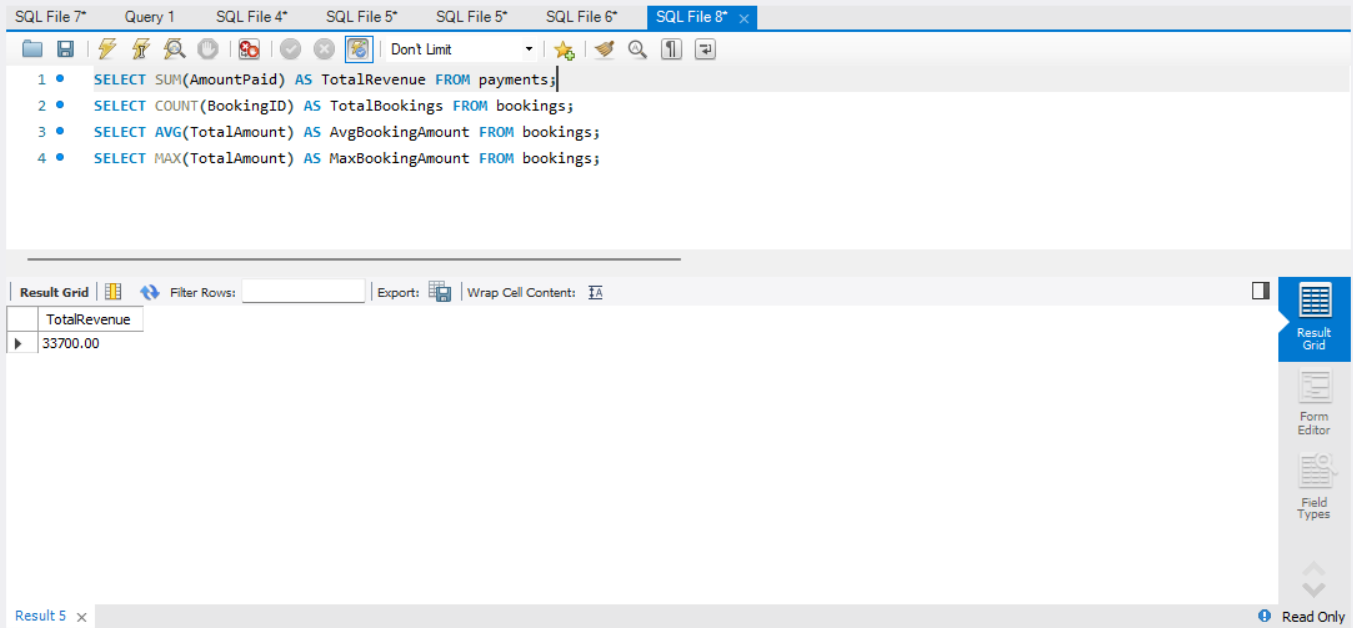 SQL File 7* Query 1 SQL File 4* SQL File 5* SQL File 5* SQL File 6* SQL File 8*
Don't Limit
1 SELECT SUM(AmountPaid) AS TotalRevenue FROM payments;
2 SELECT COUNT(BookingID) AS TotalBookings FROM bookings;
3 SELECT AVG(TotalAmount) AS AvgBookingAmount FROM bookings;
4 SELECT MAX(TotalAmount) AS MaxBookingAmount FROM bookings;
Result Grid Filter Rows: Export: Wrap Cell Content: IA
TotalRevenue
33700.00
Result
Grid
Form
Editor
Field
Types
Result 5 Read Only